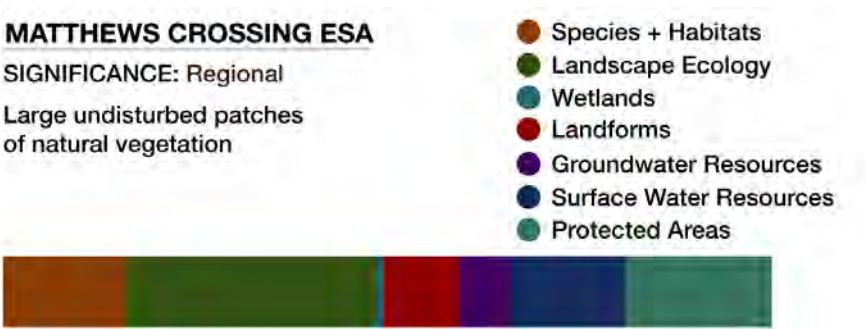 MATTHEWS CROSSING ESA
SIGNIFICANCE: Regional
Large undisturbed patches
of natural vegetation
Species + Habitats
Landscape Ecology
Wetlands
Landforms
Groundwater Resources
Surface Water Resources
Protected Areas